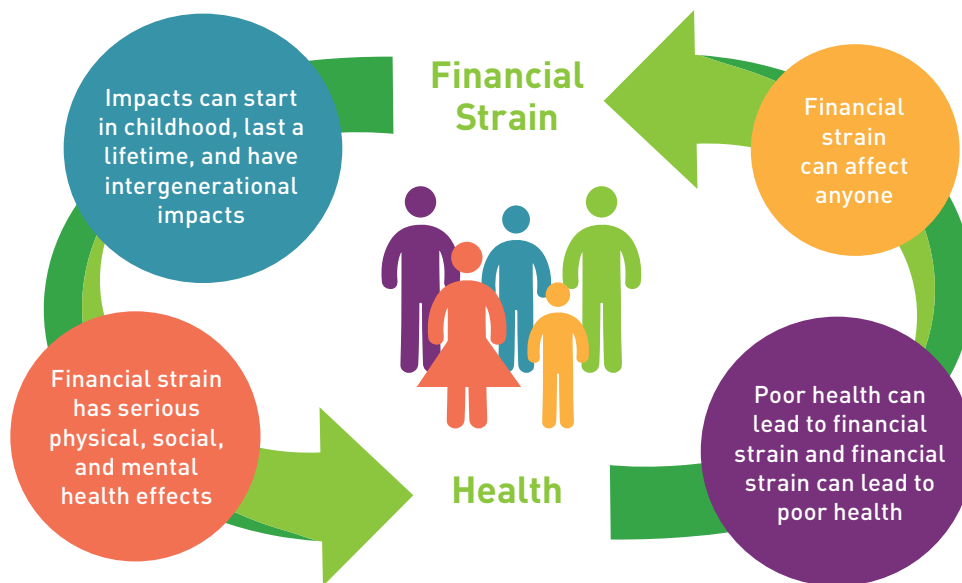 Financial
Strain
Impacts can start
in childhood, last a
lifetime, and have
intergenerational
impacts
Financial
strain
can affect
anyone
Financial strain
has serious
physical, social,
and mental
health effects
Health
Poor health can
lead to financial
strain and financial
strain can lead to
poor health